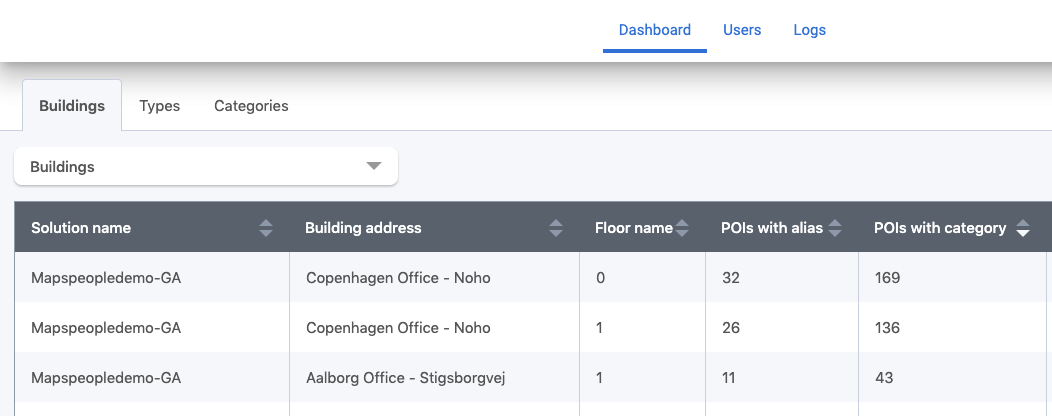 Dashboard Users Logs
Buildings Types Categories
Buildings
Solution name Building address Floor name POIs with alias POIs with category
Mapspeopledemo-GA Copenhagen Office - Noho 0 32 169
Mapspeopledemo-GA Copenhagen Office - Noho 1 26 136
Mapspeopledemo-GA Aalborg Office - Stigsborgvej 1 11 43